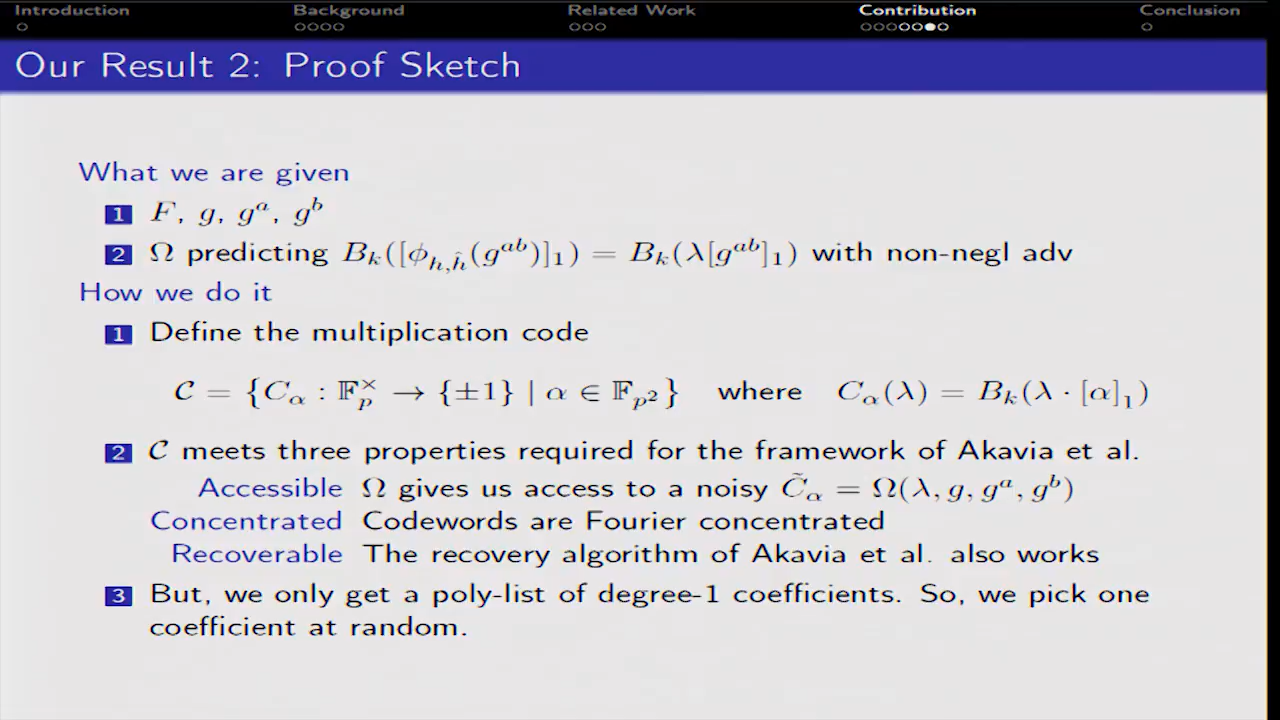 Introduction Background Related Work Contribution Conclusion
Our Result 2: Proof Sketch
What we are given
1 F, g, g^a, g^b
2 Ω predicting B_k([ϕ_{h,ĥ}(g^{ab})]_1) = B_k(λ[g^{ab}]_1) with non-negl adv
How we do it
1 Define the multiplication code
𝒞 = {C_α : 𝔽_p^× → {±1} | α ∈ 𝔽_{p^2}} where C_α(λ) = B_k(λ · [α]_1)
2 𝒞 meets three properties required for the framework of Akavia et al.
Accessible Ω gives us access to a noisy C̃_α = Ω(λ, g, g^a, g^b)
Concentrated Codewords are Fourier concentrated
Recoverable The recovery algorithm of Akavia et al. also works
3 But, we only get a poly-list of degree-1 coefficients. So, we pick one
coefficient at random.